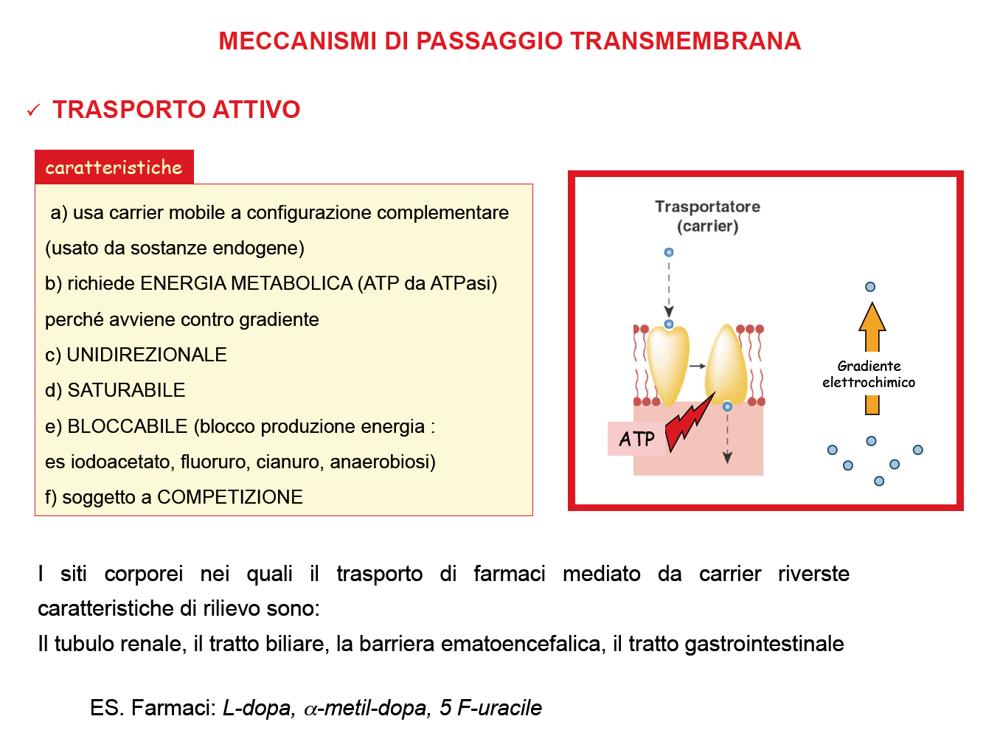 MECCANISMI DI PASSAGGIO TRANSMEMBRANA
✓ TRASPORTO ATTIVO
caratteristiche
a) usa carrier mobile a configurazione complementare
(usato da sostanze endogene)
b) richiede ENERGIA METABOLICA (ATP da ATPasi)
perché avviene contro gradiente
c) UNIDIREZIONALE
d) SATURABILE
e) BLOCCABILE (blocco produzione energia :
es iodoacetato, fluoruro, cianuro, anaerobiosi)
f) soggetto a COMPETIZIONE
Trasportatore
(carrier)
ATP
Gradiente
elettrochimico
I siti corporei nei quali il trasporto di farmaci mediato da carrier riverste
caratteristiche di rilievo sono:
Il tubulo renale, il tratto biliare, la barriera ematoencefalica, il tratto gastrointestinale
ES. Farmaci: L-dopa, α-metil-dopa, 5 F-uracile